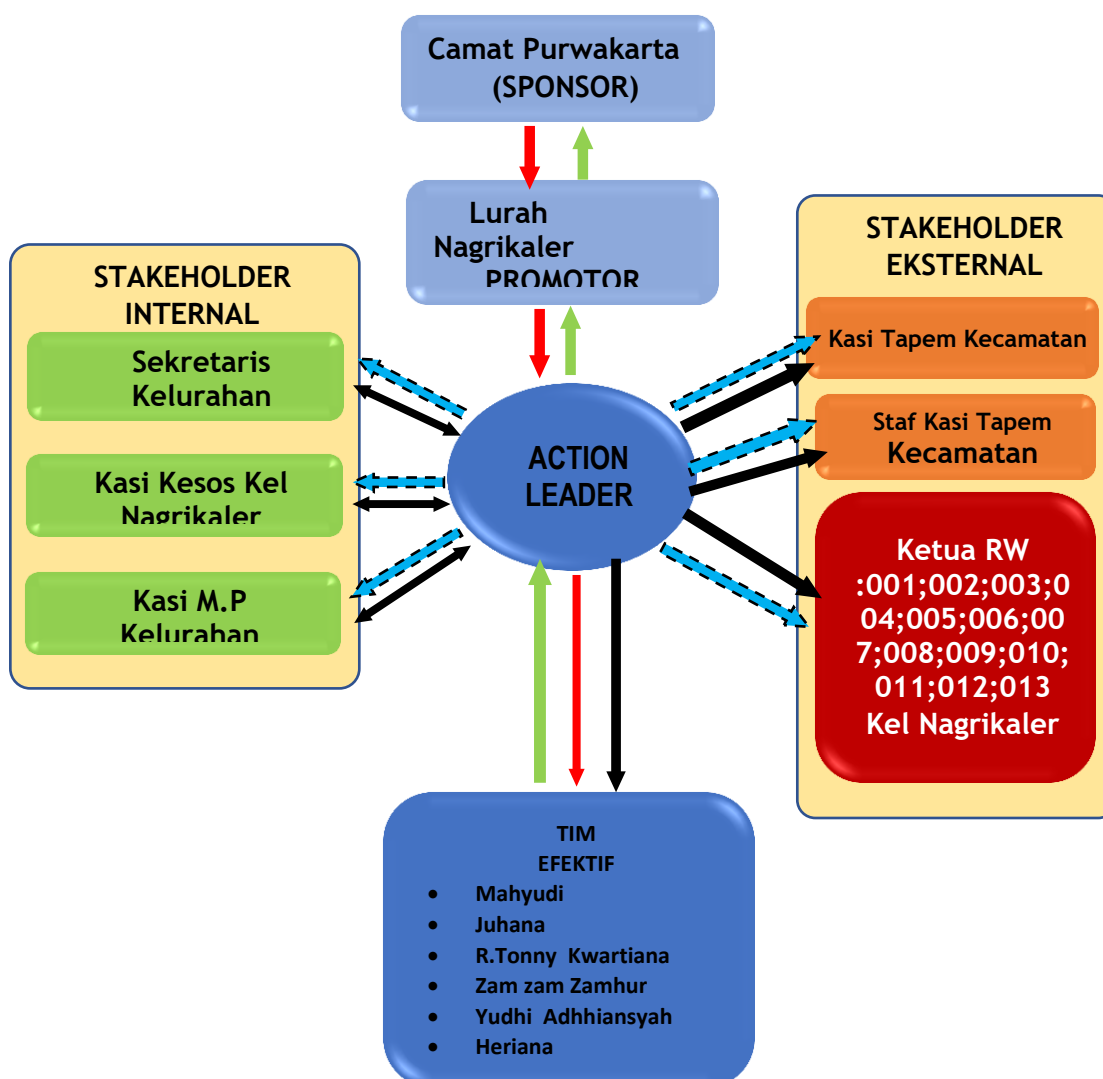 Camat Purwakarta
(SPONSOR)
Lurah
Nagrikaler
PROMOTOR
STAKEHOLDER
INTERNAL
Sekretaris
Kelurahan
Kasi Kesos Kel
Nagrikaler
Kasi M.P
Kelurahan
ACTION
LEADER
STAKEHOLDER
EKSTERNAL
Kasi Tapem Kecamatan
Staf Kasi Tapem
Kecamatan
Ketua RW
:001;002;003;0
04;005;006;00
7;008;009;010;
011;012;013
Kel Nagrikaler
TIM
EFEKTIF
• Mahyudi
• Juhana
• R.Tonny Kwartiana
• Zam zam Zamhur
• Yudhi Adhhiansyah
• Heriana